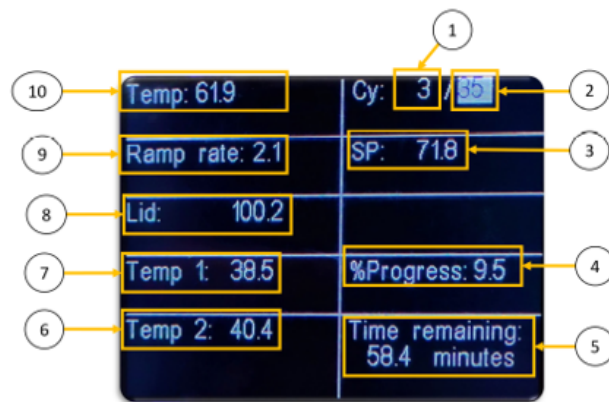 1
10
Temp: 61.9
Cy: 3 / 35
2
9
Ramp rate: 2.1
SP: 71.8
3
8
Lid: 100.2
7
Temp 1: 38.5
%Progress: 9.5
4
6
Temp 2: 40.4
Time remaining:
58.4 minutes
5